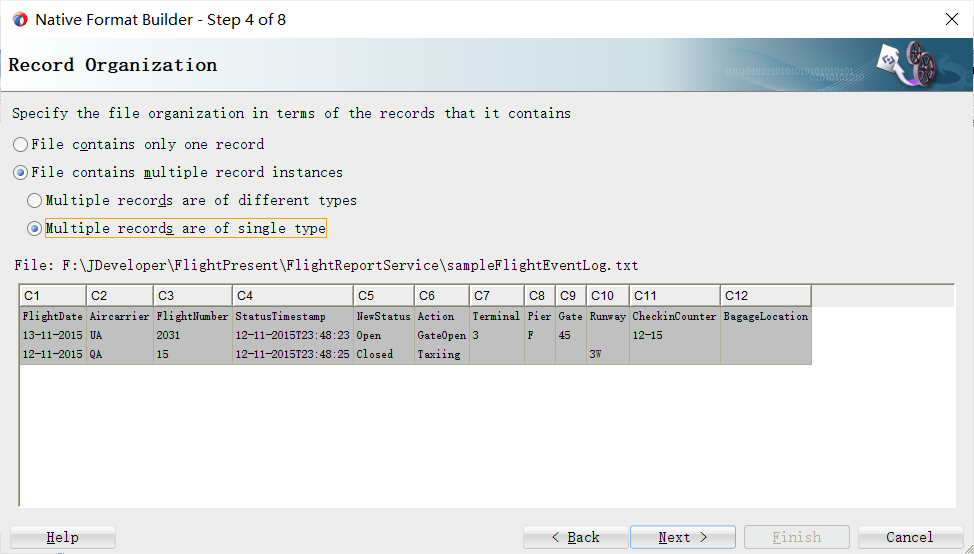 Native Format Builder - Step 4 of 8
Record Organization
Specify the file organization in terms of the records that it contains
File contains only one record
File contains multiple record instances
Multiple records are of different types
Multiple records are of single type
File: F:\JDeveloper\FlightPresent\FlightReportService\sampleFlightEventLog.txt
C1 C2 C3 C4 C5 C6 C7 C8 C9 C10 C11 C12
FlightDate Aircarrier FlightNumber StatusTimestamp NewStatus Action Terminal Pier Gate Runway CheckinCounter BagageLocation
13-11-2015 UA 2031 12-11-2015T23:48:23 Open GateOpen 3 F 45 12-15
12-11-2015 QA 15 12-11-2015T23:48:25 Closed Taxiing 3W
Help < Back Next > Finish Cancel